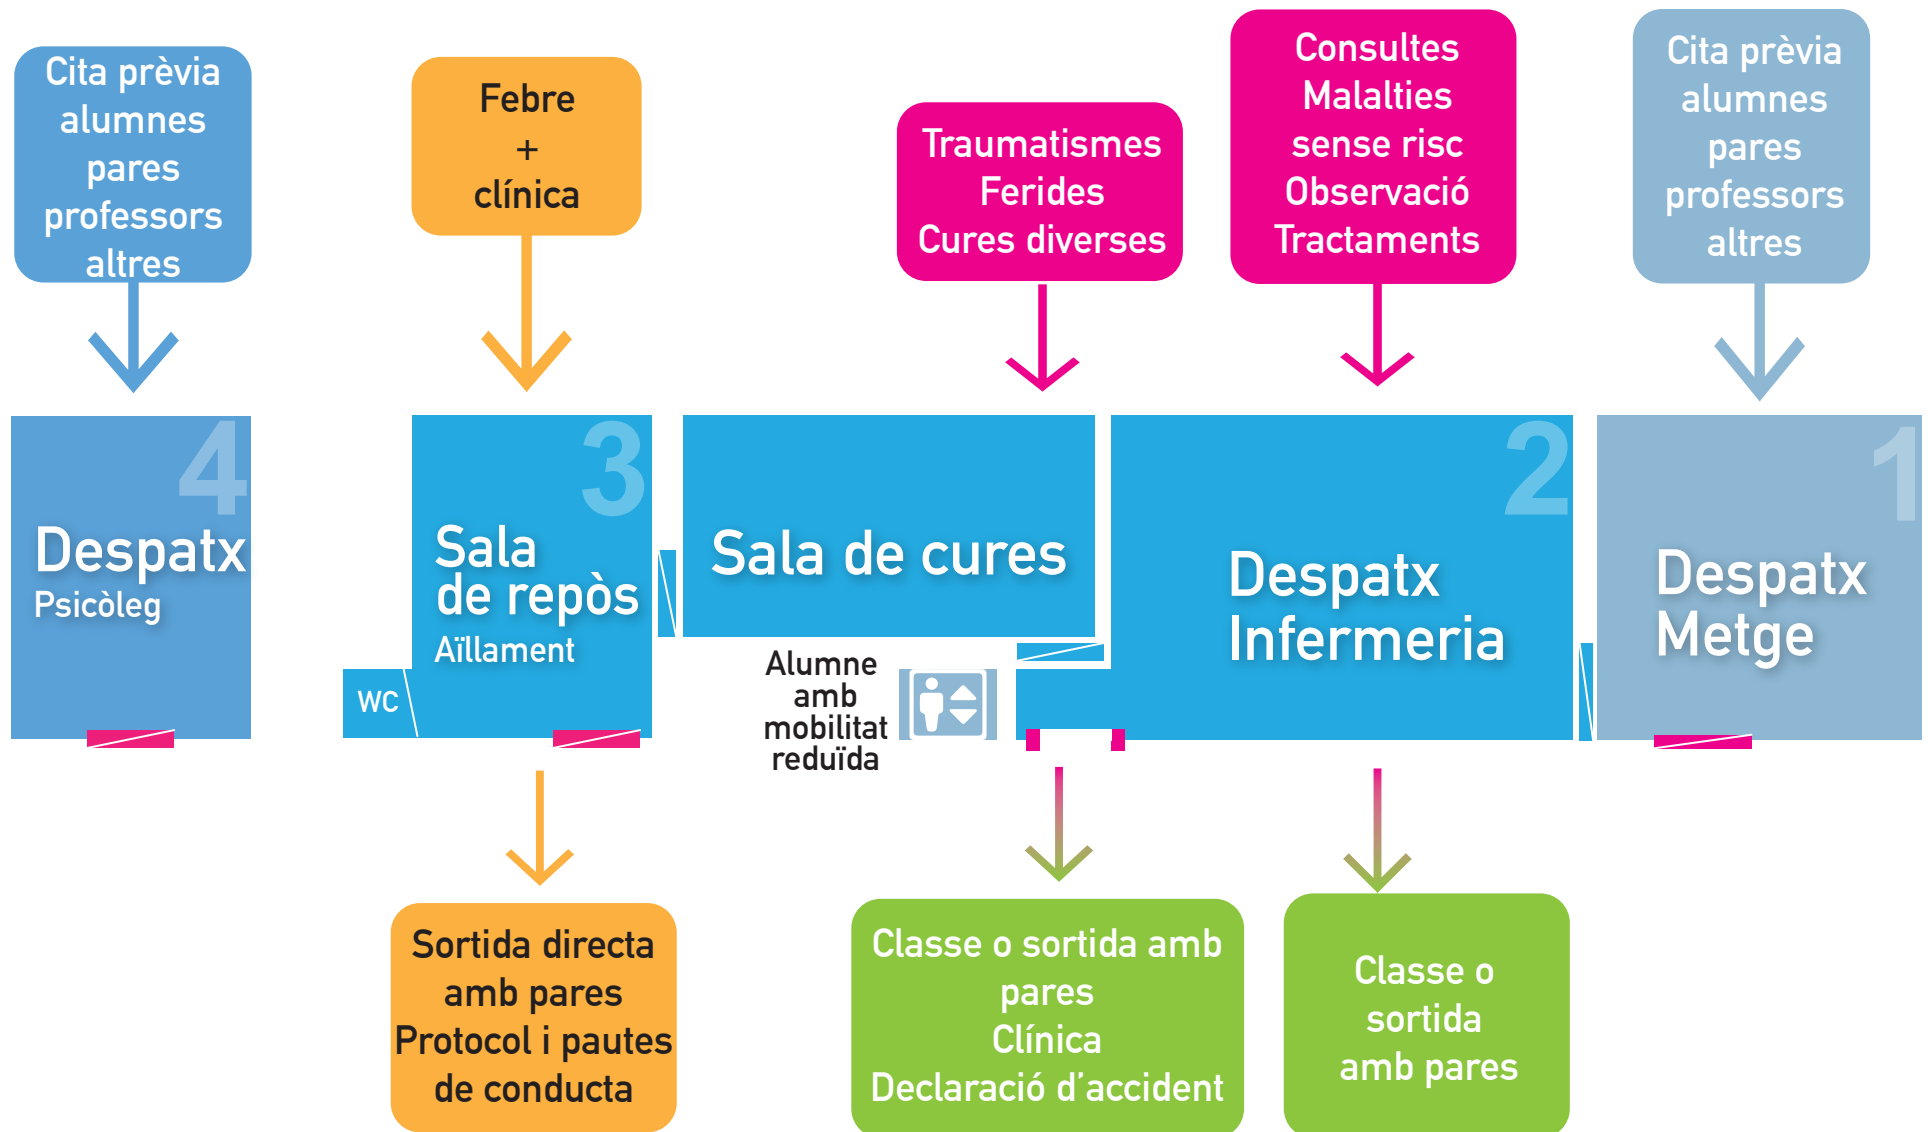 Cita prèvia
alumnes
pares
professors
altres
Febre
+
clínica
Traumatismes
Ferides
Cures diverses
Consultes
Malalties
sense risc
Observació
Tractaments
Cita prèvia
alumnes
pares
professors
altres
4
Despatx
Psicòleg
3
Sala
de repòs
Aïllament
WC
Sala de cures
Alumne
amb
mobilitat
reduïda
2
Despatx
Infermeria
1
Despatx
Metge
Sortida directa
amb pares
Protocol i pautes
de conducta
Classe o sortida amb
pares
Clínica
Declaració d’accident
Classe o
sortida
amb pares